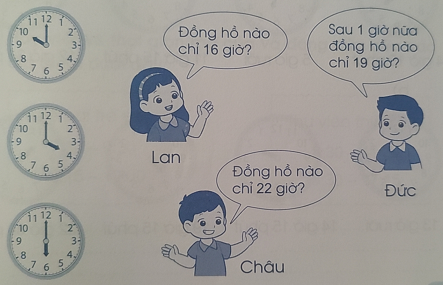 Đồng hồ nào
chỉ 16 giờ?
Sau 1 giờ nữa
đồng hồ nào
chỉ 19 giờ?
Lan
Đức
Đồng hồ nào
chỉ 22 giờ?
Châu
12 1 2 3 4 5 6 7 8 9 10 11
12 1 2 3 4 5 6 7 8 9 10 11
12 1 2 3 4 5 6 7 8 9 10 11